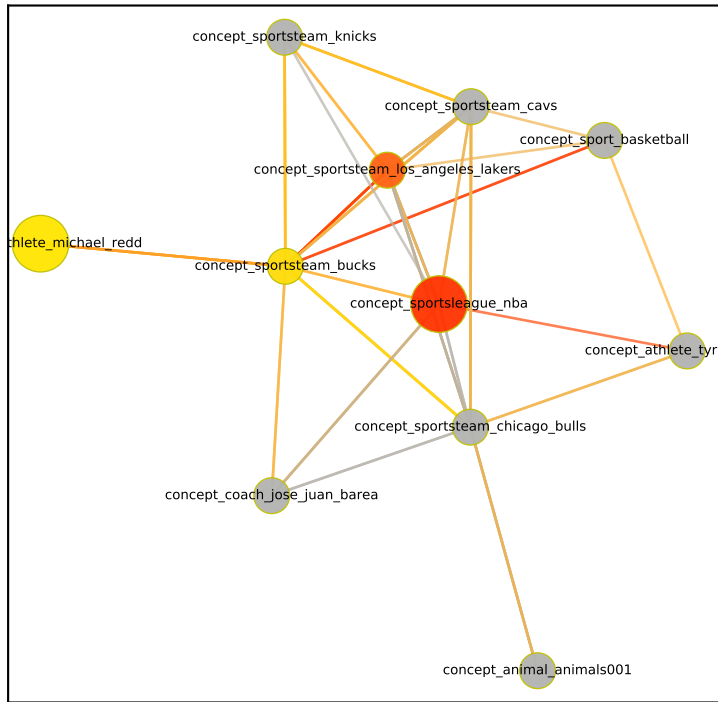 concept_sportsteam_knicks
concept_sportsteam_cavs
concept_sport_basketball
concept_sportsteam_los_angeles_lakers
thlete_michael_redd
concept_sportsteam_bucks
concept_sportsleague_nba
concept_athlete_tyr
concept_sportsteam_chicago_bulls
concept_coach_jose_juan_barea
concept_animal_animals001